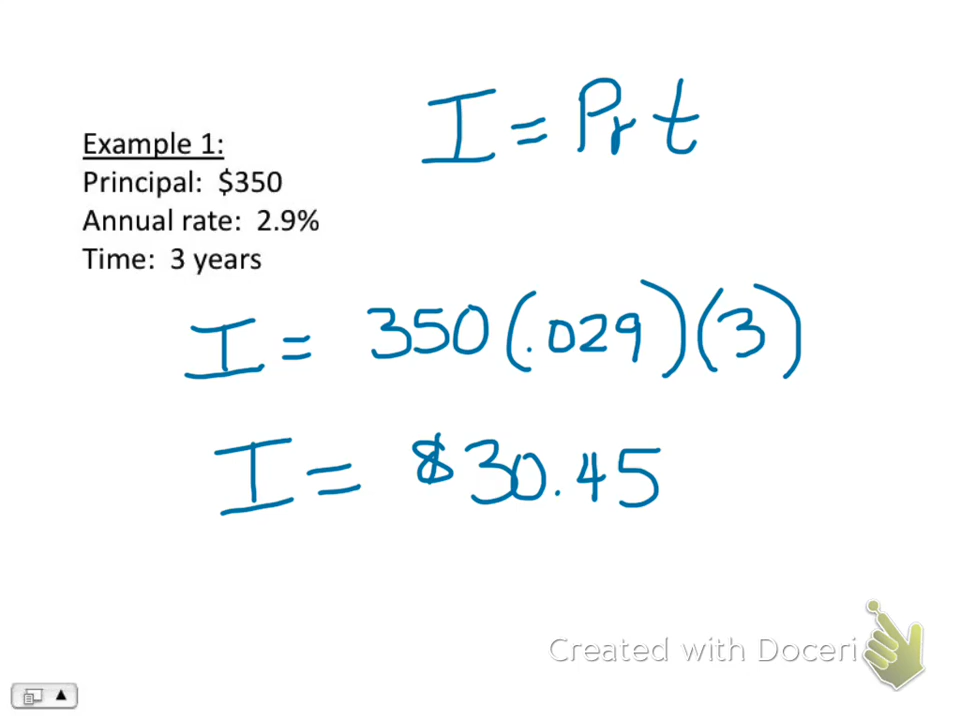 I = Prt
Example 1:
Principal: $350
Annual rate: 2.9%
Time: 3 years
I = 350(.029)(3)
I = $30.45
Created with Doceri